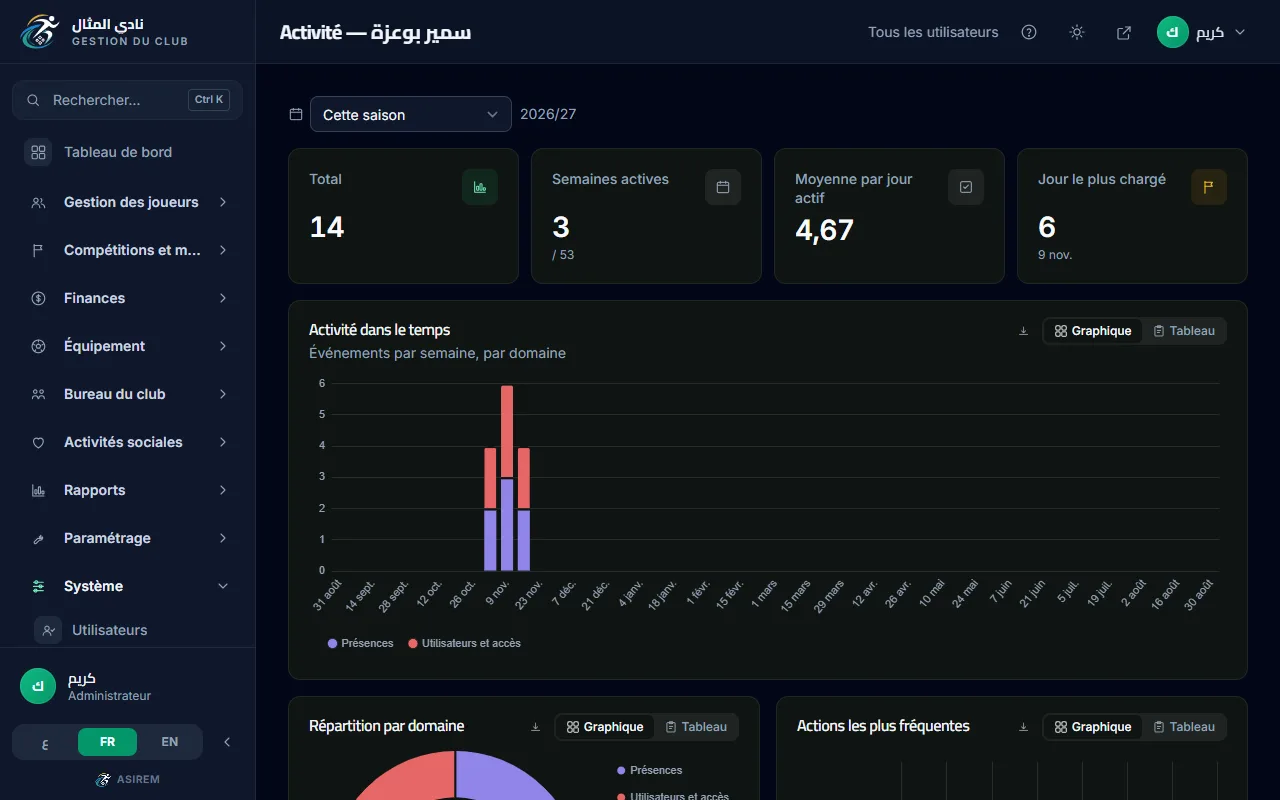 نادي المثال
GESTION DU CLUB
Rechercher...
Ctrl K
Tableau de bord
Gestion des joueurs
Compétitions et m...
Finances
Équipement
Bureau du club
Activités sociales
Rapports
Paramétrage
Système
Utilisateurs
ك
كريم
Administrateur
ع
FR
EN
ASIREM
Activité — سمير بوعزة
Tous les utilisateurs
ك
كريم
Cette saison
2026/27
Total
14
Semaines actives
3
/ 53
Moyenne par jour
actif
4,67
Jour le plus chargé
6
9 nov.
Activité dans le temps
Événements par semaine, par domaine
Graphique
Tableau
6
5
4
3
2
1
0
31 août
14 sept.
28 sept.
12 oct.
26 oct.
9 nov.
23 nov.
7 déc.
21 déc.
4 janv.
18 janv.
1 févr.
15 févr.
1 mars
15 mars
29 mars
12 avr.
26 avr.
10 mai
24 mai
7 juin
21 juin
5 juil.
19 juil.
2 août
16 août
30 août
Présences
Utilisateurs et accès
Répartition par domaine
Graphique
Tableau
Présences
Utilisateurs et accès
Actions les plus fréquentes
Graphique
Tableau